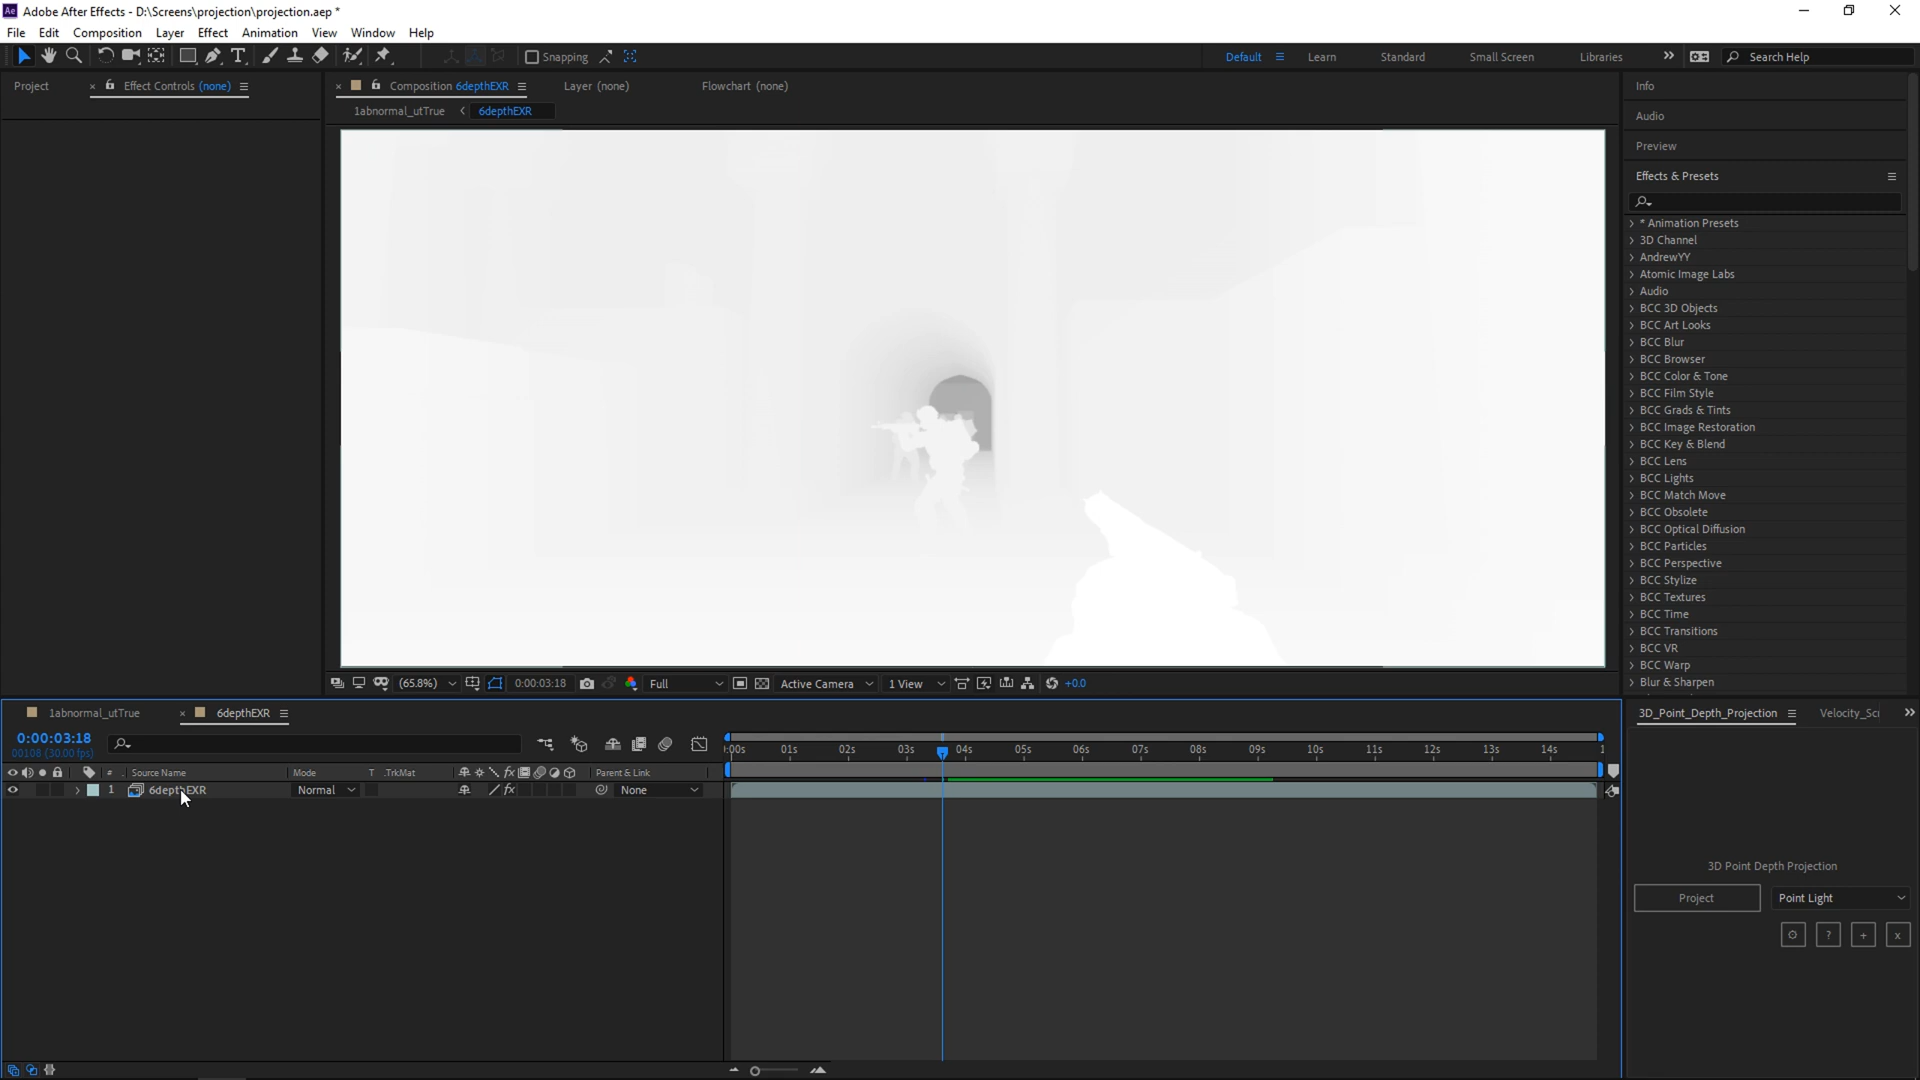 Ae Adobe After Effects - D:\Screens\projection\projection.aep *
File Edit Composition Layer Effect Animation View Window Help
Snapping
Default Learn Standard Small Screen Libraries Search Help
Project Effect Controls (none)
Composition 6depthEXR Layer (none) Flowchart (none)
1abnormal_utTrue 6depthEXR
Info
Audio
Preview
Effects & Presets
* Animation Presets
3D Channel
AndrewYY
Atomic Image Labs
Audio
BCC 3D Objects
BCC Art Looks
BCC Blur
BCC Browser
BCC Color & Tone
BCC Film Style
BCC Grads & Tints
BCC Image Restoration
BCC Key & Blend
BCC Lens
BCC Lights
BCC Match Move
BCC Obsolete
BCC Optical Diffusion
BCC Particles
BCC Perspective
BCC Stylize
BCC Textures
BCC Time
BCC Transitions
BCC VR
BCC Warp
Blur & Sharpen
(65.8%) 0:00:03:18 Full Active Camera 1 View +0.0
1abnormal_utTrue 6depthEXR
0:00:03:18
00108 (30.00 fps)
:00s 01s 02s 03s 04s 05s 06s 07s 08s 09s 10s 11s 12s 13s 14s 1
# Source Name Mode T .TrkMat fx Parent & Link
1 6depthEXR Normal fx None
3D_Point_Depth_Projection Velocity_Scr
3D Point Depth Projection
Project Point Light
? + x